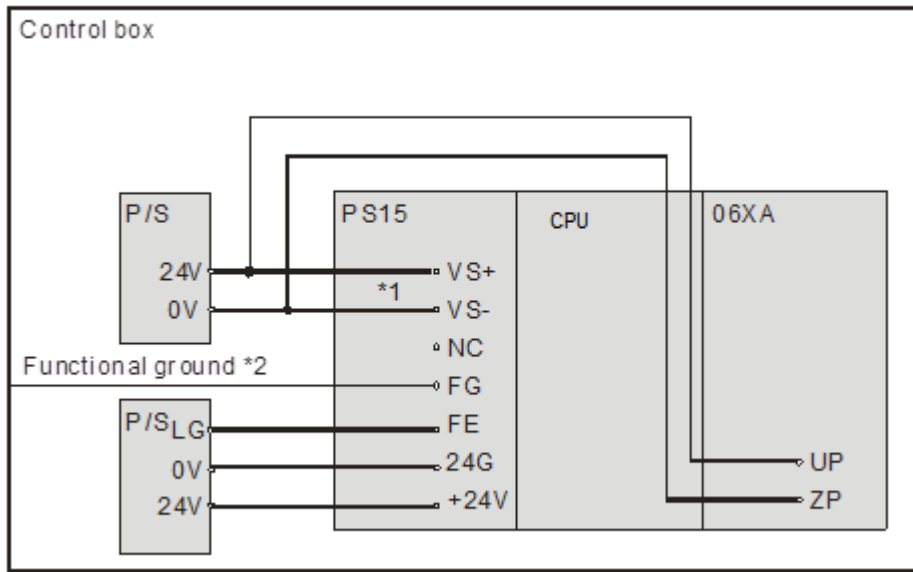 Control box
P/S
24V
0V
PS15
*1
VS+
VS-
NC
FG
FE
24G
+24V
CPU
06XA
UP
ZP
Functional ground *2
P/S
LG
0V
24V